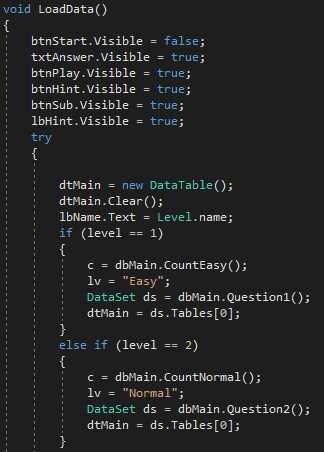 void LoadData()
{
btnStart.Visible = false;
txtAnswer.Visible = true;
btnPlay.Visible = true;
btnHint.Visible = true;
btnSub.Visible = true;
lbHint.Visible = true;
try
{
dtMain = new DataTable();
dtMain.Clear();
lbName.Text = Level.name;
if (level == 1)
{
c = dbMain.CountEasy();
lv = "Easy";
DataSet ds = dbMain.Question1();
dtMain = ds.Tables[0];
}
else if (level == 2)
{
c = dbMain.CountNormal();
lv = "Normal";
DataSet ds = dbMain.Question2();
dtMain = ds.Tables[0];
}